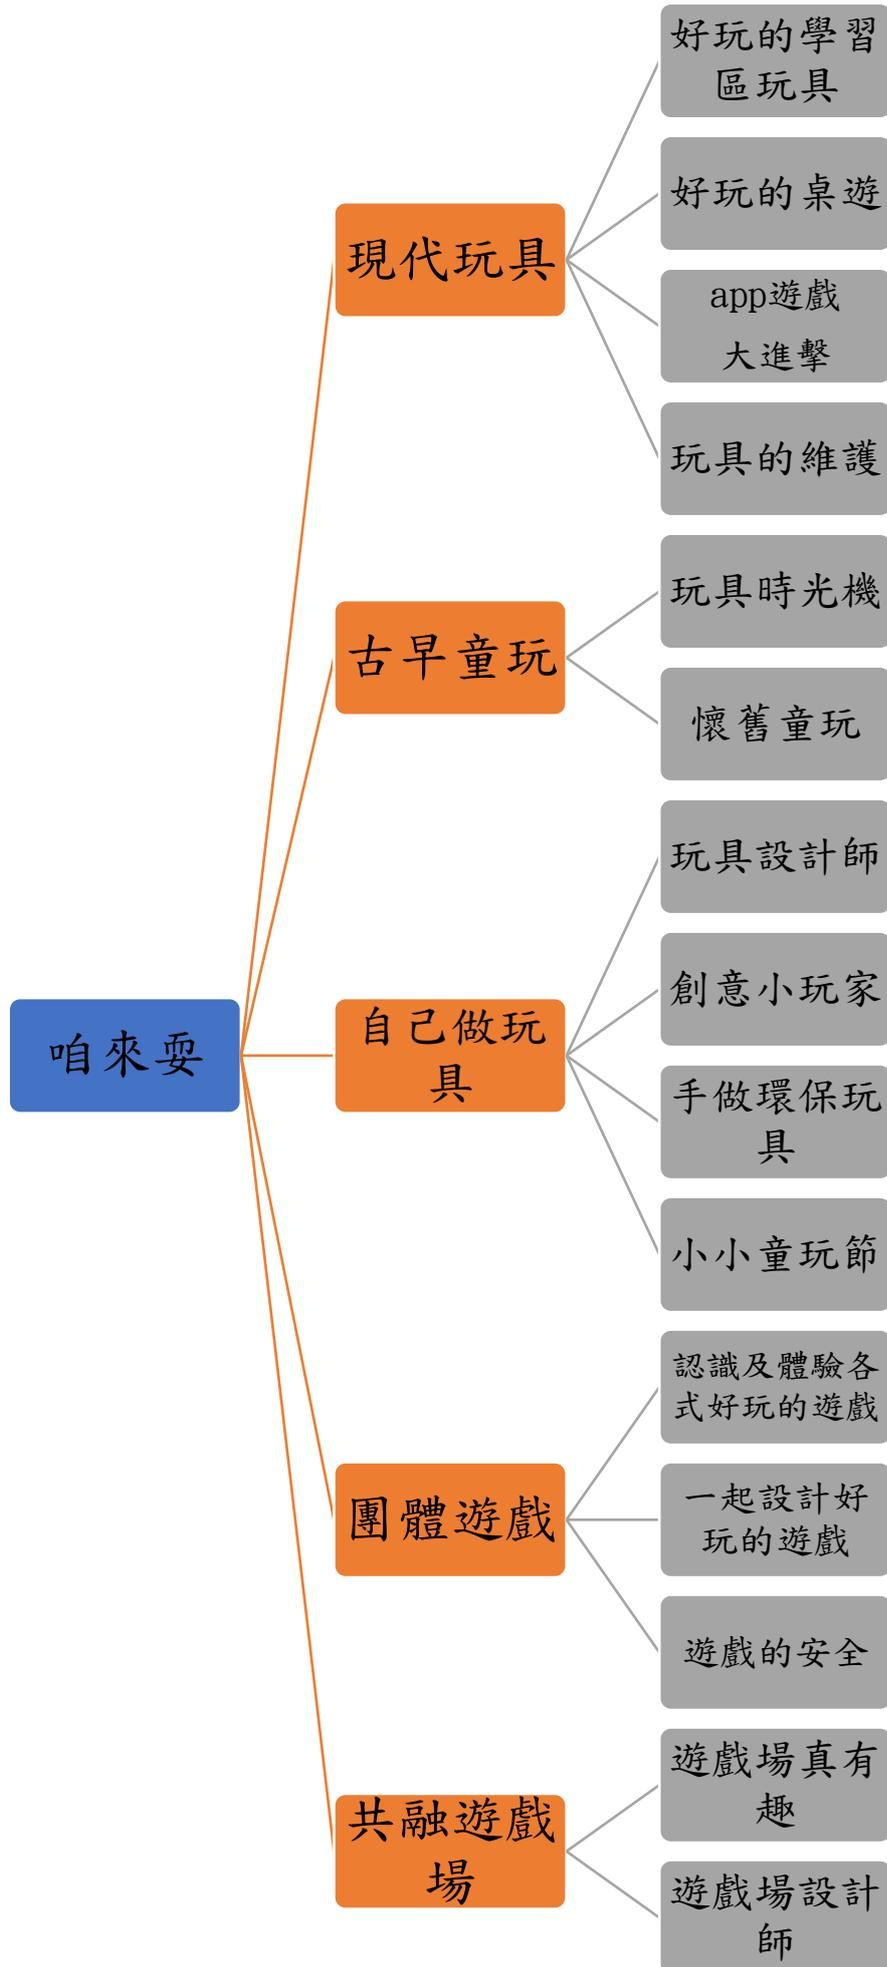 咱來耍
現代玩具
好玩的學習
區玩具
好玩的桌遊
app遊戲
大進擊
玩具的維護
古早童玩
玩具時光機
懷舊童玩
自己做玩
具
玩具設計師
創意小玩家
手做環保玩
具
小小童玩節
團體遊戲
認識及體驗各
式好玩的遊戲
一起設計好
玩的遊戲
遊戲的安全
共融遊戲
場
遊戲場真有
趣
遊戲場設計
師